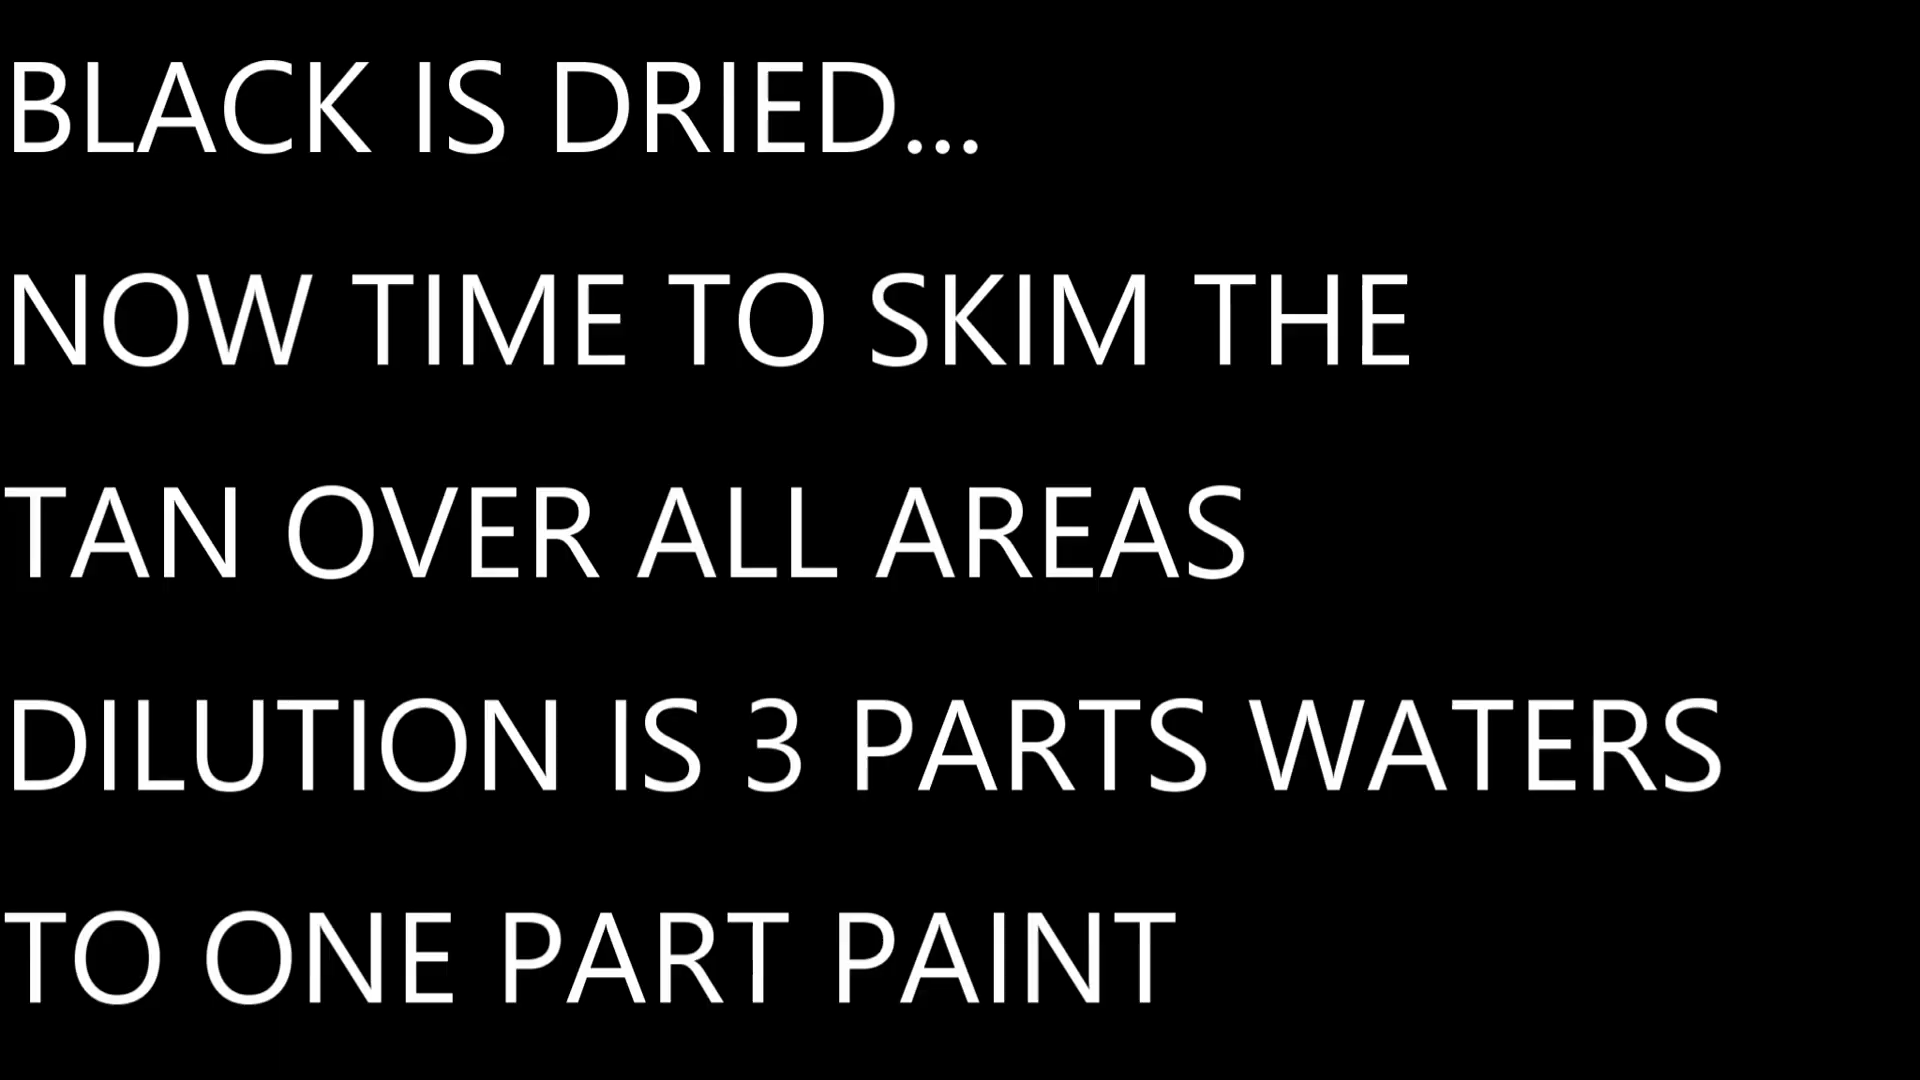 BLACK IS DRIED...
NOW TIME TO SKIM THE
TAN OVER ALL AREAS
DILUTION IS 3 PARTS WATERS
TO ONE PART PAINT